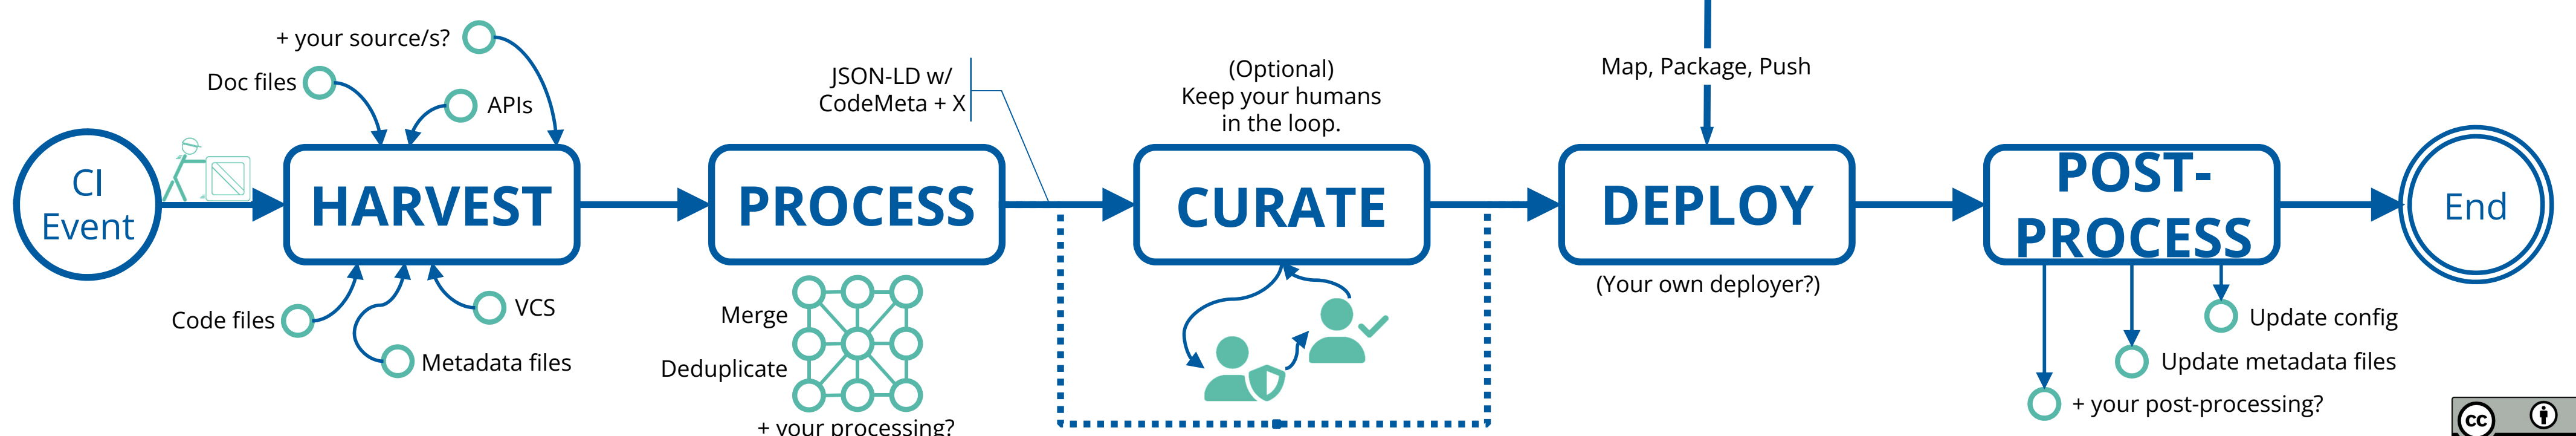 CI
Event
+ your source/s?
Doc files
APIs
HARVEST
Code files
VCS
Metadata files
PROCESS
Merge
Deduplicate
+ your processing?
JSON-LD w/
CodeMeta + X
(Optional)
Keep your humans
in the loop.
CURATE
Map, Package, Push
DEPLOY
(Your own deployer?)
POST-
PROCESS
Update config
Update metadata files
+ your post-processing?
End
cc